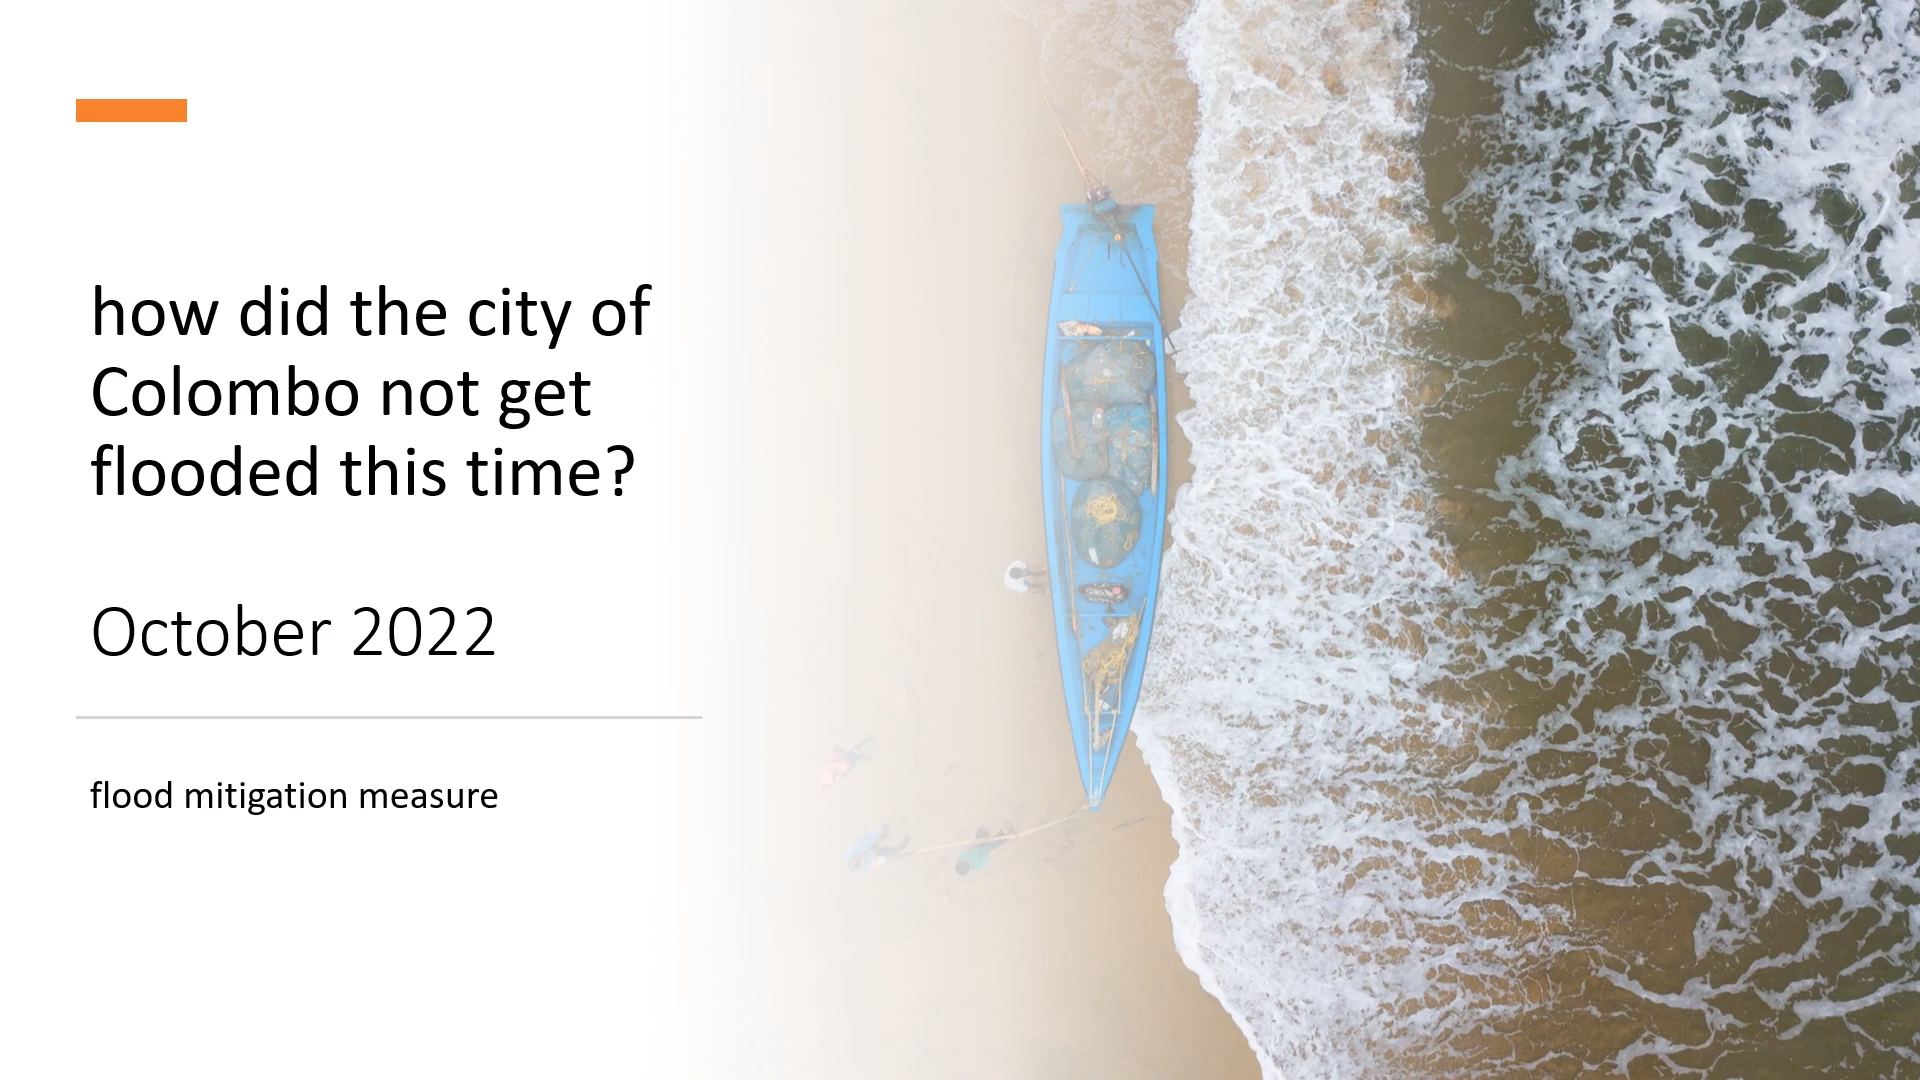 how did the city of
Colombo not get
flooded this time?
October 2022
flood mitigation measure